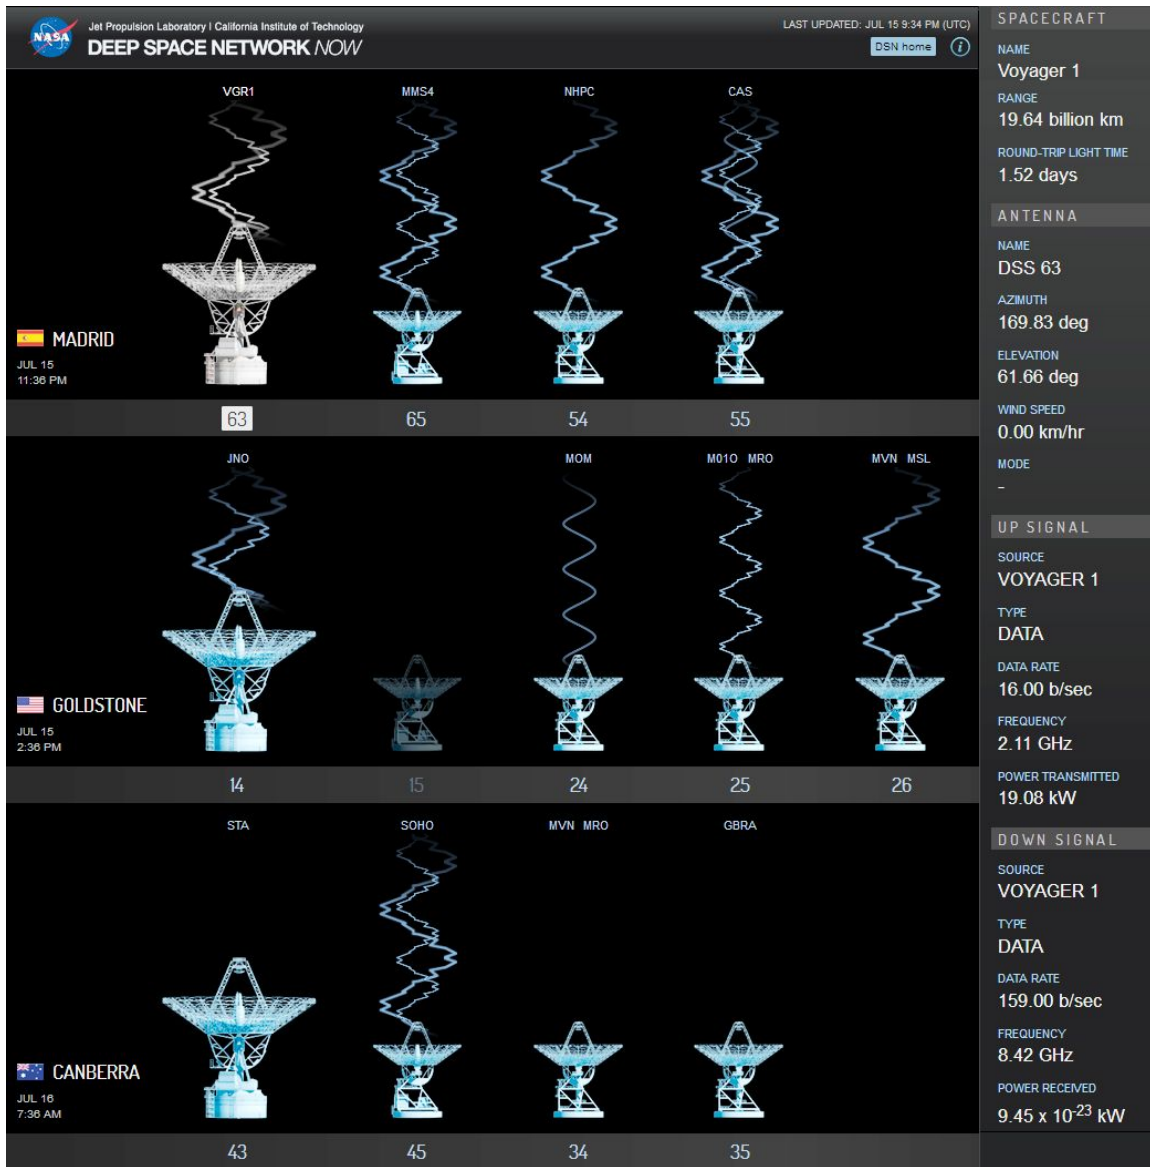 NASA
Jet Propulsion Laboratory | California Institute of Technology
DEEP SPACE NETWORK NOW
LAST UPDATED: JUL 15 9:34 PM (UTC)
DSN home
i
VGR1 MMS4 NHPC CAS
MADRID
JUL 15
11:36 PM
63 65 54 55
JNO MOM M01O MRO MVN MSL
GOLDSTONE
JUL 15
2:36 PM
14 15 24 25 26
STA SOHO MVN MRO GBRA
CANBERRA
JUL 16
7:36 AM
43 45 34 35
SPACECRAFT
NAME
Voyager 1
RANGE
19.64 billion km
ROUND-TRIP LIGHT TIME
1.52 days
ANTENNA
NAME
DSS 63
AZIMUTH
169.83 deg
ELEVATION
61.66 deg
WIND SPEED
0.00 km/hr
MODE
–
UP SIGNAL
SOURCE
VOYAGER 1
TYPE
DATA
DATA RATE
16.00 b/sec
FREQUENCY
2.11 GHz
POWER TRANSMITTED
19.08 kW
DOWN SIGNAL
SOURCE
VOYAGER 1
TYPE
DATA
DATA RATE
159.00 b/sec
FREQUENCY
8.42 GHz
POWER RECEIVED
9.45 x 10⁻²³ kW